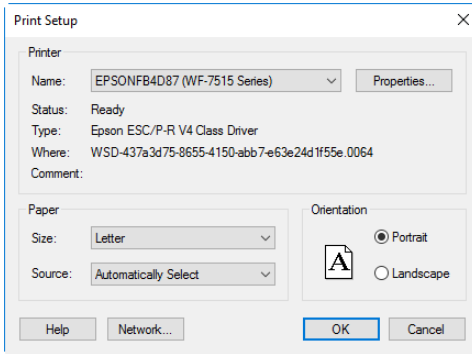 Print Setup
Printer
Name: EPSONFB4D87 (WF-7515 Series) Properties...
Status: Ready
Type: Epson ESC/P-R V4 Class Driver
Where: WSD-437a3d75-8655-4150-abb7-e63e24d1f55e.0064
Comment:
Paper Orientation
Size: Letter Portrait
A
Source: Automatically Select Landscape
Help Network... OK Cancel